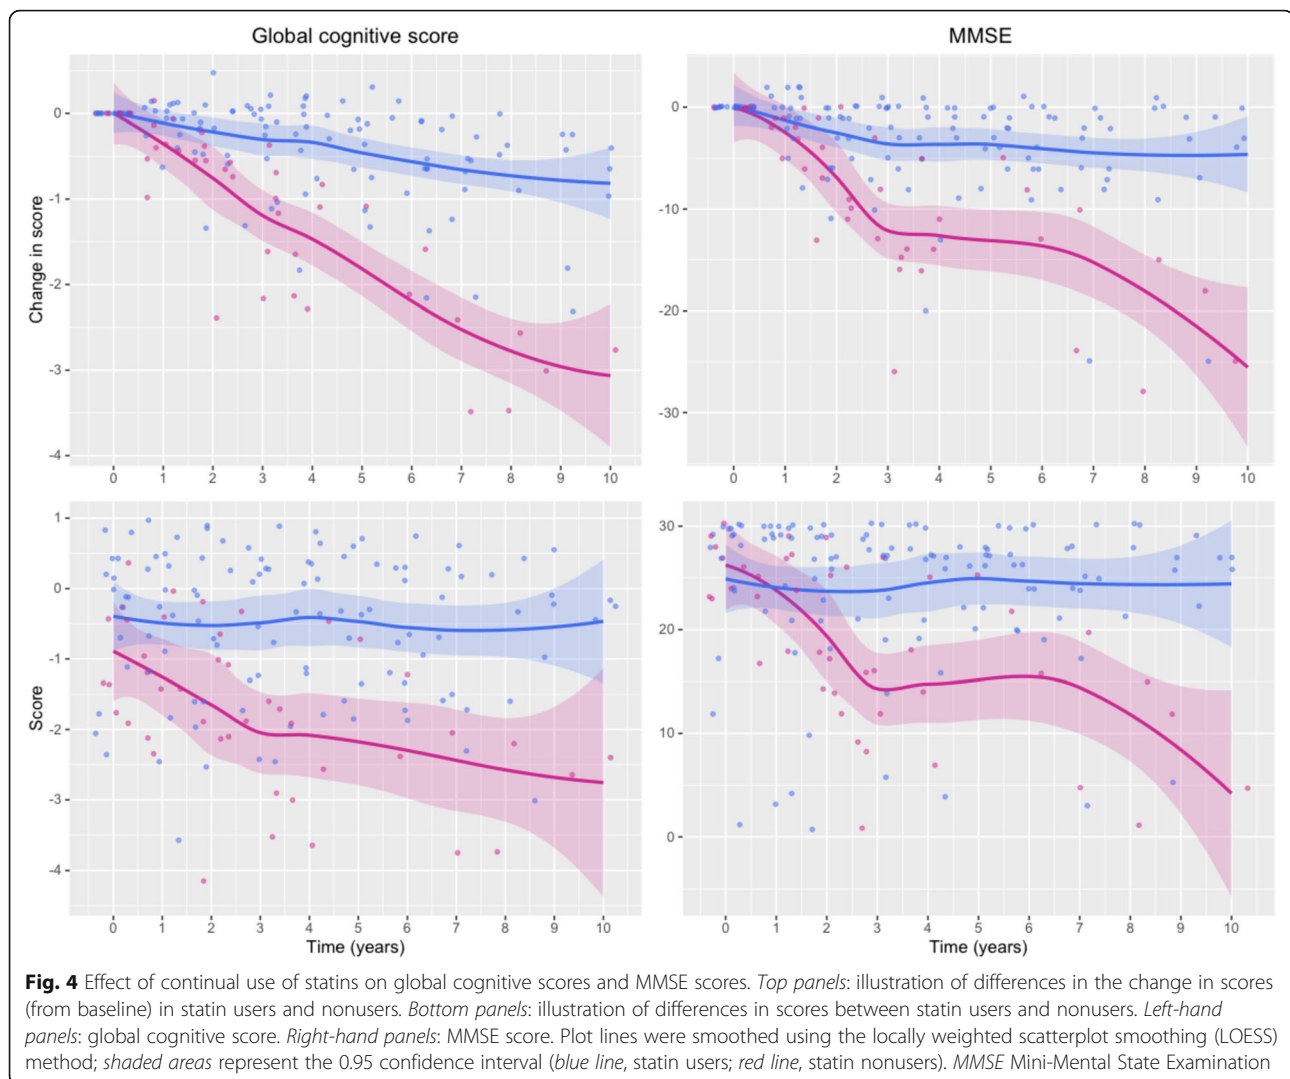 Global cognitive score
MMSE
Change in score
0
-1
-2
-3
-4
0 1 2 3 4 5 6 7 8 9 10
0
-10
-20
-30
0 1 2 3 4 5 6 7 8 9 10
Score
1
0
-1
-2
-3
-4
0 1 2 3 4 5 6 7 8 9 10
Time (years)
30
20
10
0
0 1 2 3 4 5 6 7 8 9 10
Time (years)
Fig. 4 Effect of continual use of statins on global cognitive scores and MMSE scores. Top panels: illustration of differences in the change in scores
(from baseline) in statin users and nonusers. Bottom panels: illustration of differences in scores between statin users and nonusers. Left-hand
panels: global cognitive score. Right-hand panels: MMSE score. Plot lines were smoothed using the locally weighted scatterplot smoothing (LOESS)
method; shaded areas represent the 0.95 confidence interval (blue line, statin users; red line, statin nonusers). MMSE Mini-Mental State Examination